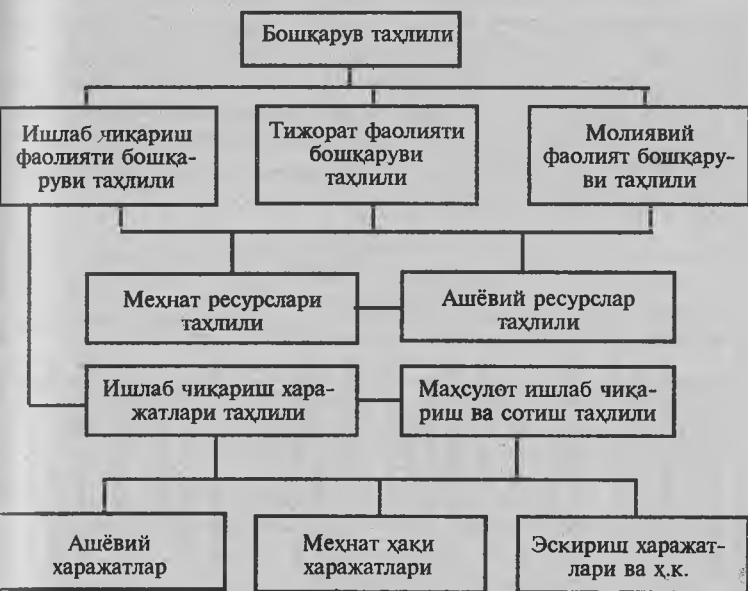 Бошқарув таҳлили
Ишлаб чиқариш
фаолияти бошқа-
руви таҳлили
Тижорат фаолияти
бошқаруви
таҳлили
Молиявий
фаолият бошқару-
ви таҳлили
Меҳнат ресурслари
таҳлили
Ашёвий ресурслар
таҳлили
Ишлаб чиқариш хара-
жатлари таҳлили
Маҳсулот ишлаб чиқа-
риш ва сотиш таҳлили
Ашёвий
харажатлар
Меҳнат ҳақи
харажатлари
Эскириш харажат-
лари ва ҳ.к.